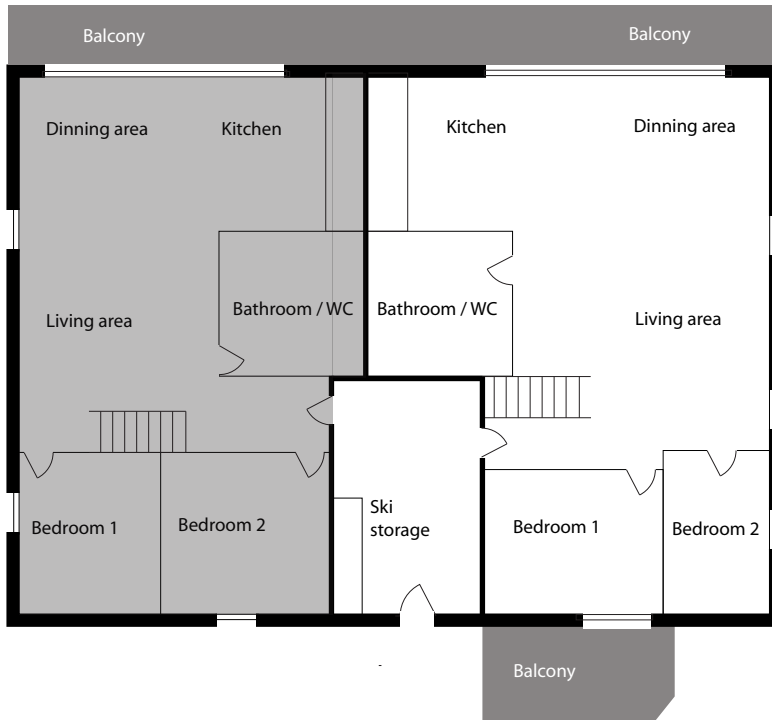 Balcony
Balcony
Dinning area
Kitchen
Kitchen
Dinning area
Bathroom / WC
Bathroom / WC
Living area
Living area
Ski
storage
Bedroom 1
Bedroom 2
Bedroom 1
Bedroom 2
-
Balcony